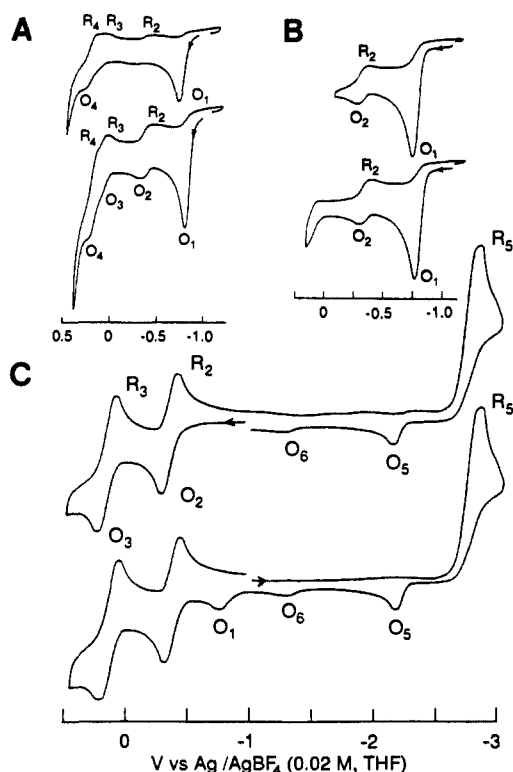 A
R4 R3 R2
O4
O1
R4 R3 R2
O3
O2
O4
O1
0.5 0 -0.5 -1.0
B
R2
O2
O1
R2
O2
O1
0 -0.5 -1.0
C
R3
R2
R5
O3
O2
O6
O5
R5
O1
O6
O5
0 -1 -2 -3
V vs Ag /AgBF4 (0.02 M, THF)